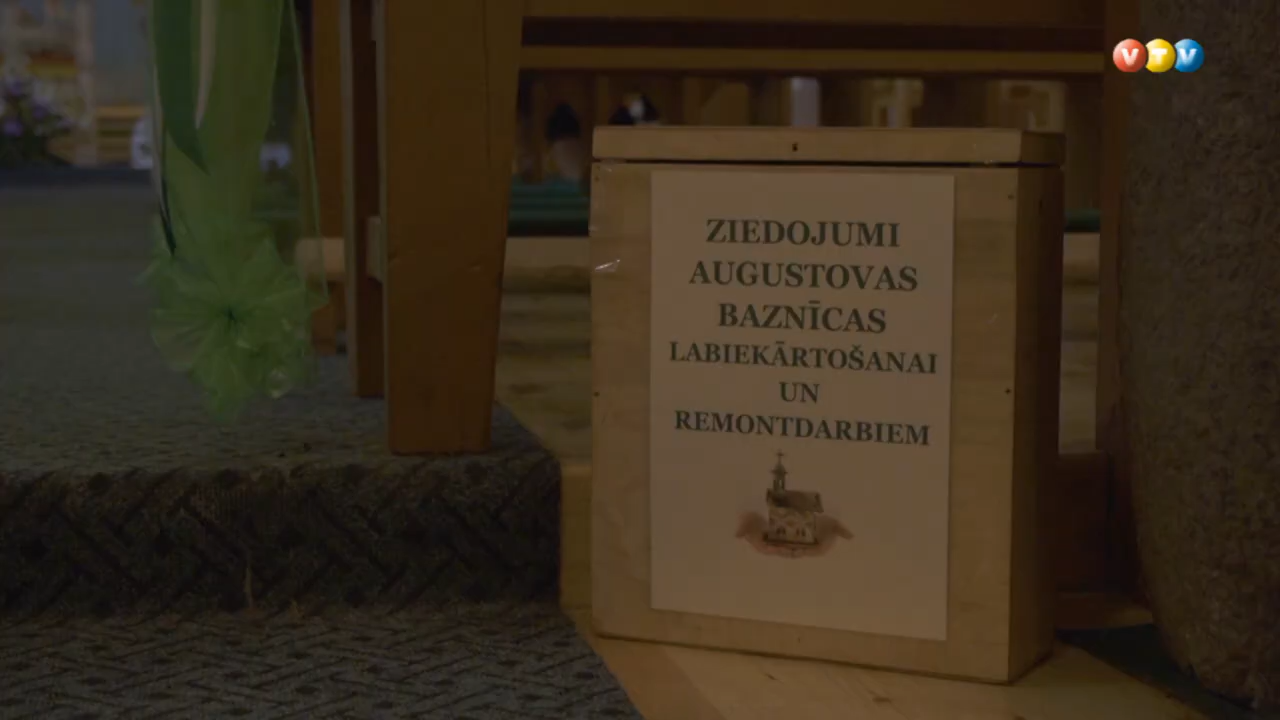 VTV
ZIEDOJUMI
AUGUSTOVAS
BAZNĪCAS
LABIEKĀRTOŠANAI
UN
REMONTDARBIEM